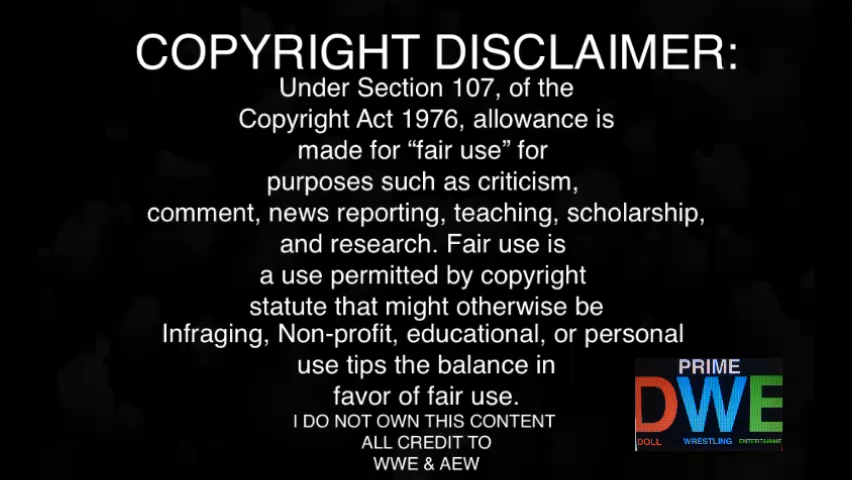 COPYRIGHT DISCLAIMER:
Under Section 107, of the
Copyright Act 1976, allowance is
made for “fair use” for
purposes such as criticism,
comment, news reporting, teaching, scholarship,
and research. Fair use is
a use permitted by copyright
statute that might otherwise be
Infraging, Non-profit, educational, or personal
use tips the balance in
favor of fair use.
I DO NOT OWN THIS CONTENT
ALL CREDIT TO
WWE & AEW
PRIME
DWE
DOLL WRESTLING